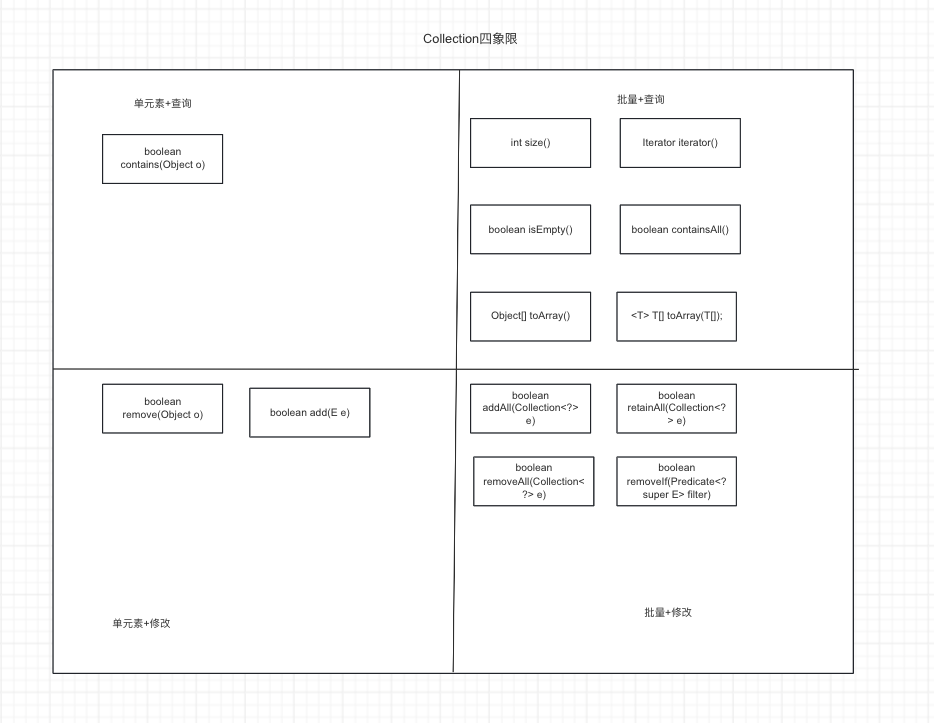 Collection四象限
单元素+查询
boolean
contains(Object o)
批量+查询
int size()
Iterator iterator()
boolean isEmpty()
boolean containsAll()
Object[] toArray()
<T> T[] toArray(T[]);
boolean
remove(Object o)
boolean add(E e)
单元素+修改
boolean
addAll(Collection<?>
e)
boolean
retainAll(Collection<?
> e)
boolean
removeAll(Collection<
?> e)
boolean
removeIf(Predicate<?
super E> filter)
批量+修改